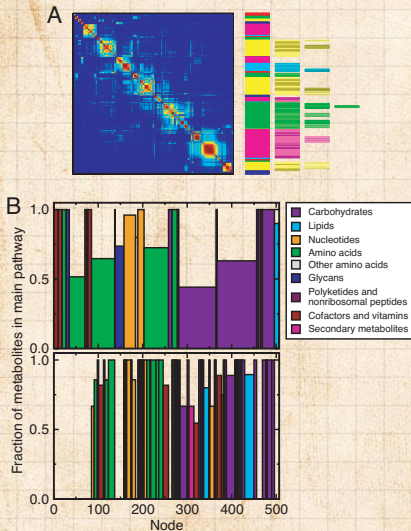 A
B
Fraction of metabolites in main pathway
1.0
0.5
0.0
1.0
0.5
0.0
0
100
200
300
400
500
Node
Carbohydrates
Lipids
Nucleotides
Amino acids
Other amino acids
Glycans
Polyketides and
nonribosomal peptides
Cofactors and vitamins
Secondary metabolites